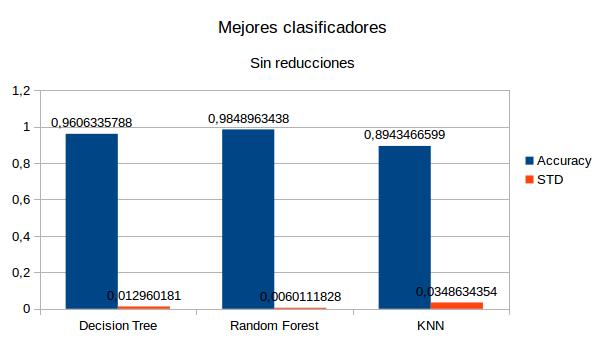 Mejores clasificadores
Sin reducciones
1,2
1
0,8
0,6
0,4
0,2
0
0,9606335788
0,9848963438
0,8943466599
0,012960181
0,0060111828
0,0348634354
Decision Tree
Random Forest
KNN
Accuracy
STD